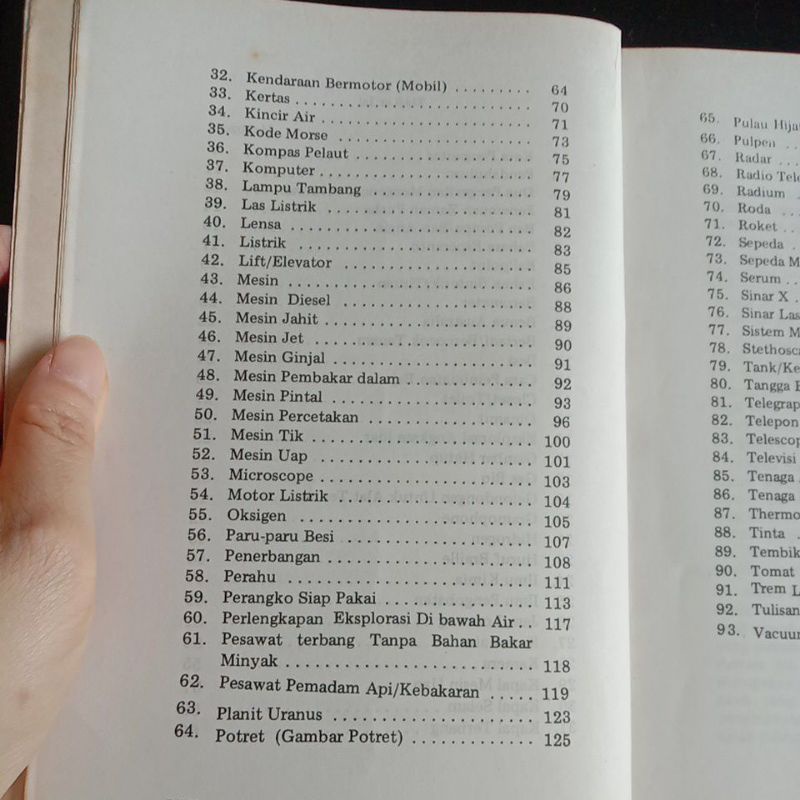 32. Kendaraan Bermotor (Mobil) ......... 64
33. Kertas ............................ 70
34. Kincir Air ......................... 71
35. Kode Morse ........................ 73
36. Kompas Pelaut ..................... 75
37. Komputer .......................... 77
38. Lampu Tambang .................... 79
39. Las Listrik ........................ 81
40. Lensa ............................. 82
41. Listrik ............................ 83
42. Lift/Elevator ...................... 85
43. Mesin ............................. 86
44. Mesin Diesel ....................... 88
45. Mesin Jahit ........................ 89
46. Mesin Jet .......................... 90
47. Mesin Ginjal ....................... 91
48. Mesin Pembakar dalam .............. 92
49. Mesin Pintal ....................... 93
50. Mesin Percetakan ................... 96
51. Mesin Tik .......................... 100
52. Mesin Uap ......................... 101
53. Microscope ........................ 103
54. Motor Listrik ...................... 104
55. Oksigen ........................... 105
56. Paru-paru Besi ..................... 107
57. Penerbangan ....................... 108
58. Perahu ............................ 111
59. Perangko Siap Pakai ................ 113
60. Perlengkapan Eksplorasi Di bawah Air .. 117
61. Pesawat terbang Tanpa Bahan Bakar
Minyak ............................ 118
62. Pesawat Pemadam Api/Kebakaran ..... 119
63. Planit Uranus ...................... 123
64. Potret (Gambar Potret) ............. 125
65. Pulau
66. Pulpen ..
67. Radar ...
68. Radio
69. Radium ..
70. Roda ...
71. Roket ..
72. Sepeda .
73. Sepeda
74. Serum ...
75. Sinar X .
76. Sinar
77. Sistem
78.
79.
80. Tangga
81.
82. Telepon
83.
84. Televisi
85. Tenaga
86. Tenaga
87.
88. Tinta ..
89.
90. Tomat
91. Trem
92. Tulisan
93.